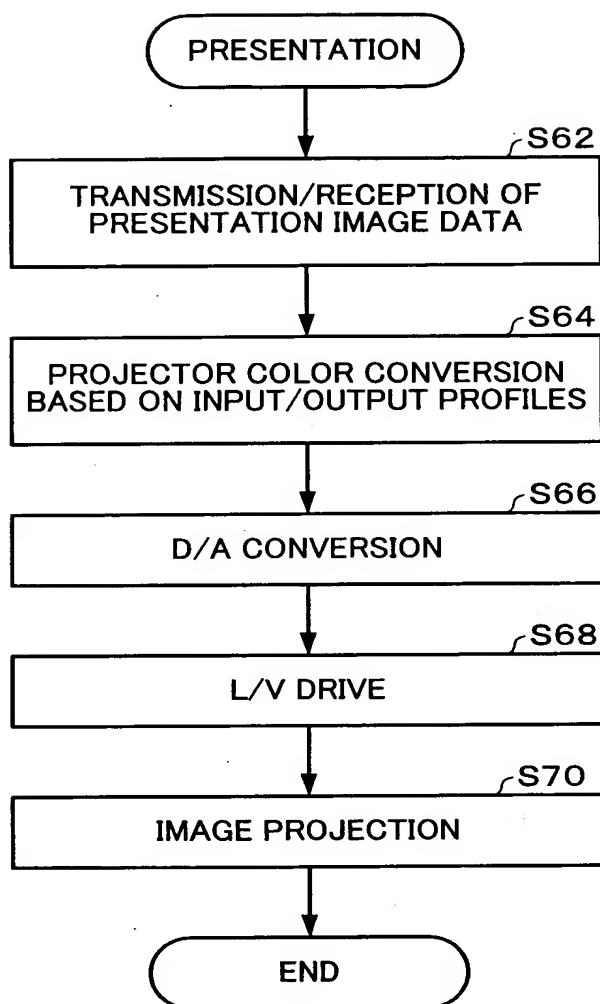 PRESENTATION
S62
TRANSMISSION/RECEPTION OF
PRESENTATION IMAGE DATA
S64
PROJECTOR COLOR CONVERSION
BASED ON INPUT/OUTPUT PROFILES
S66
D/A CONVERSION
S68
L/V DRIVE
S70
IMAGE PROJECTION
END